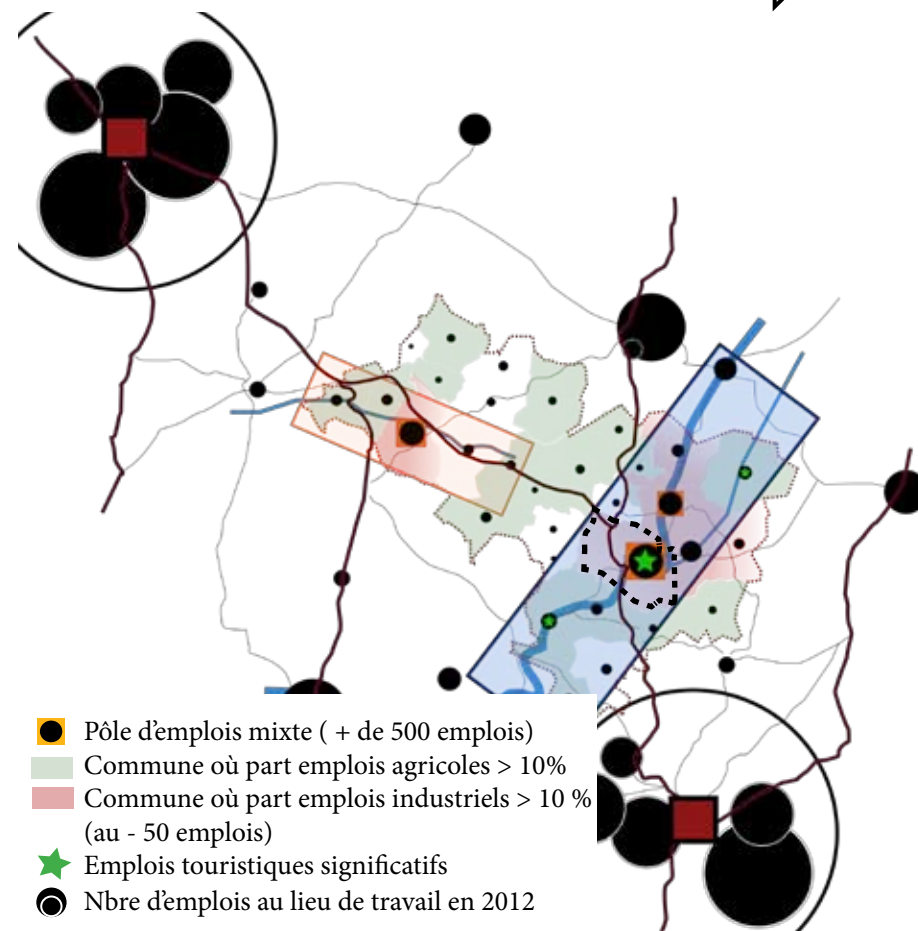 Pôle d'emplois mixte ( + de 500 emplois)
Commune où part emplois agricoles > 10%
Commune où part emplois industriels > 10 %
(au - 50 emplois)
Emplois touristiques significatifs
Nbre d'emplois au lieu de travail en 2012